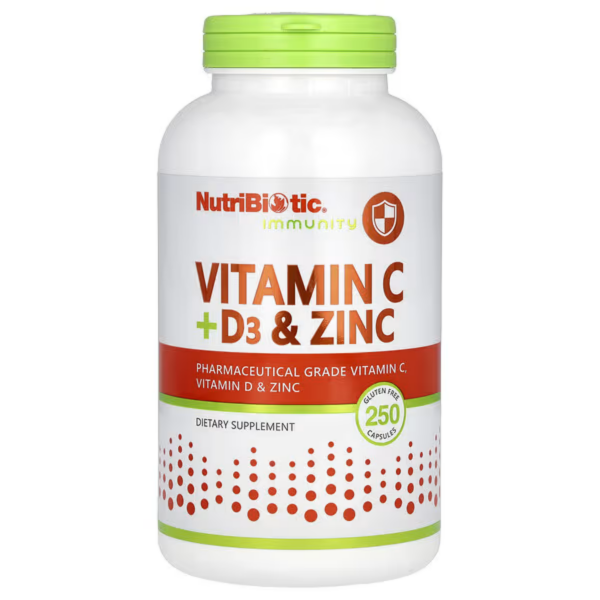 NutriBiotic®
immunity
VITAMIN C
+D3 & ZINC
PHARMACEUTICAL GRADE VITAMIN C,
VITAMIN D & ZINC
GLUTEN FREE
250
CAPSULES
DIETARY SUPPLEMENT